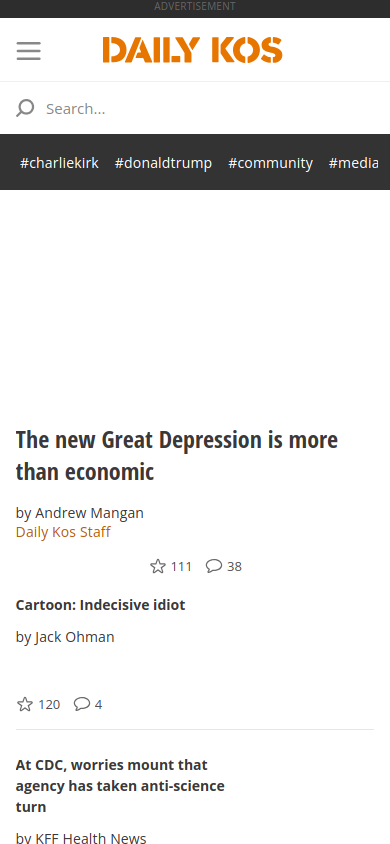 ADVERTISEMENT
DAILY KOS
Search...
#charliekirk #donaldtrump #community #media
The new Great Depression is more
than economic
by Andrew Mangan
Daily Kos Staff
111 38
Cartoon: Indecisive idiot
by Jack Ohman
120 4
At CDC, worries mount that
agency has taken anti-science
turn
by KFF Health News